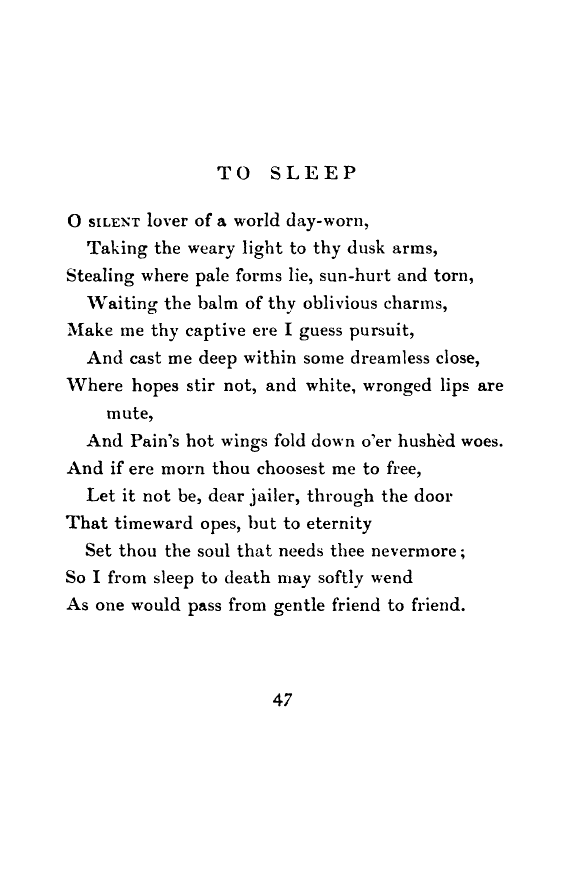 TO SLEEP
O SILENT lover of a world day-worn,
Taking the weary light to thy dusk arms,
Stealing where pale forms lie, sun-hurt and torn,
Waiting the balm of thy oblivious charms,
Make me thy captive ere I guess pursuit,
And cast me deep within some dreamless close,
Where hopes stir not, and white, wronged lips are
mute,
And Pain's hot wings fold down o'er hushèd woes.
And if ere morn thou choosest me to free,
Let it not be, dear jailer, through the door
That timeward opes, but to eternity
Set thou the soul that needs thee nevermore;
So I from sleep to death may softly wend
As one would pass from gentle friend to friend.
47